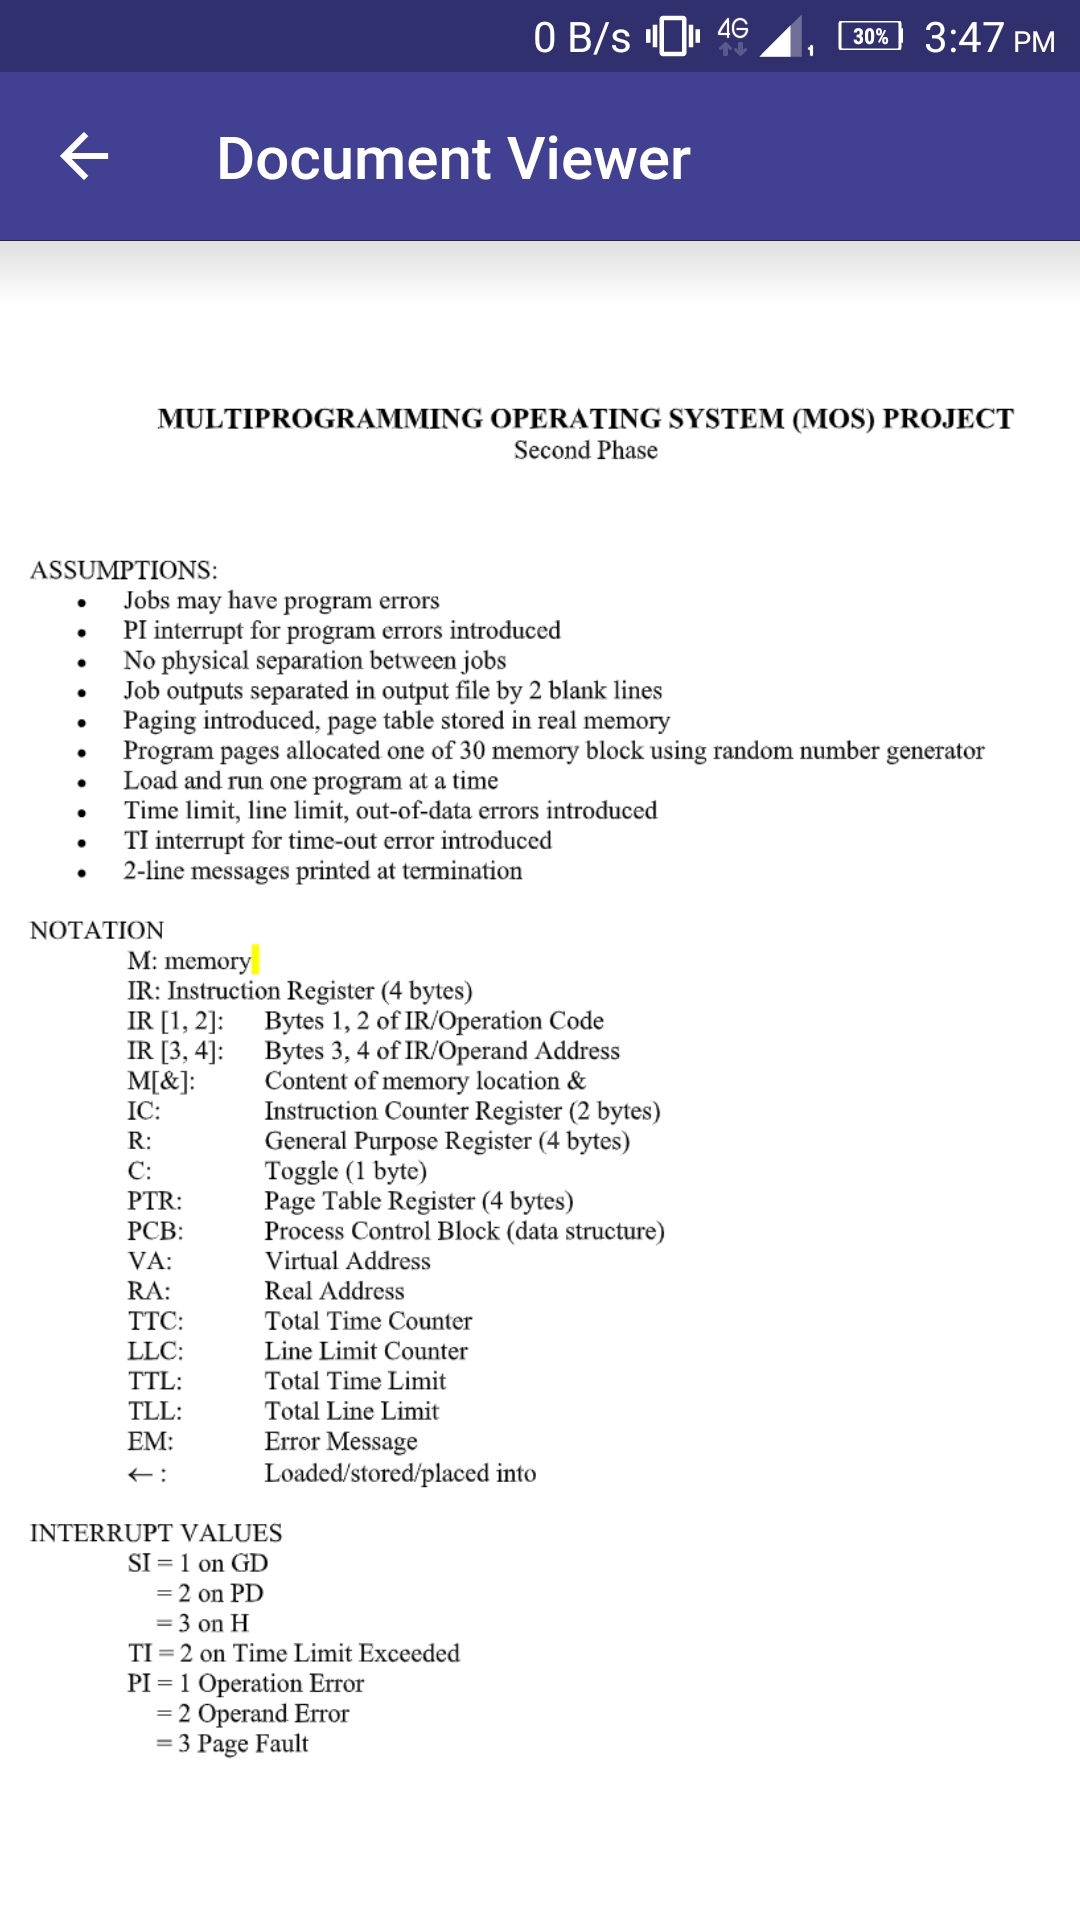 0 B/s 4G 1 30% 3:47 PM
Document Viewer
MULTIPROGRAMMING OPERATING SYSTEM (MOS) PROJECT
Second Phase
ASSUMPTIONS:
• Jobs may have program errors
• PI interrupt for program errors introduced
• No physical separation between jobs
• Job outputs separated in output file by 2 blank lines
• Paging introduced, page table stored in real memory
• Program pages allocated one of 30 memory block using random number generator
• Load and run one program at a time
• Time limit, line limit, out-of-data errors introduced
• TI interrupt for time-out error introduced
• 2-line messages printed at termination
NOTATION
M: memory
IR: Instruction Register (4 bytes)
IR [1, 2]: Bytes 1, 2 of IR/Operation Code
IR [3, 4]: Bytes 3, 4 of IR/Operand Address
M[&]: Content of memory location &
IC: Instruction Counter Register (2 bytes)
R: General Purpose Register (4 bytes)
C: Toggle (1 byte)
PTR: Page Table Register (4 bytes)
PCB: Process Control Block (data structure)
VA: Virtual Address
RA: Real Address
TTC: Total Time Counter
LLC: Line Limit Counter
TTL: Total Time Limit
TLL: Total Line Limit
EM: Error Message
← : Loaded/stored/placed into
INTERRUPT VALUES
SI = 1 on GD
= 2 on PD
= 3 on H
TI = 2 on Time Limit Exceeded
PI = 1 Operation Error
= 2 Operand Error
= 3 Page Fault